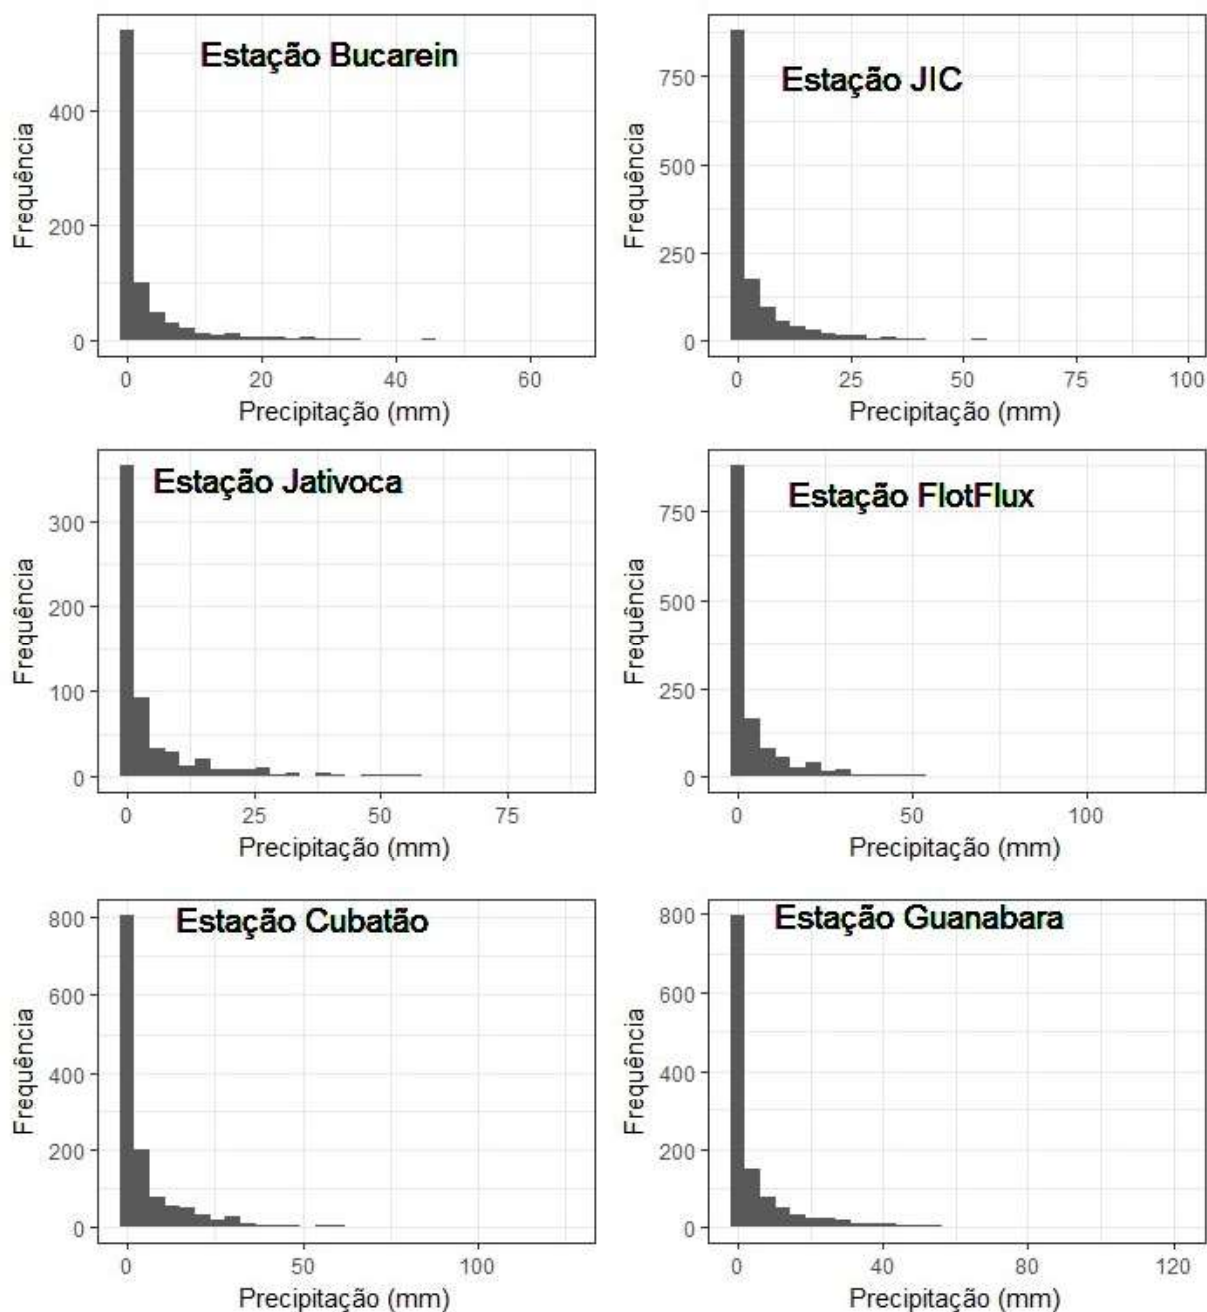 Estação Bucarein
Frequência
400
200
0
0 20 40 60
Precipitação (mm)
Estação JIC
Frequência
750
500
250
0
0 25 50 75 100
Precipitação (mm)
Estação Jativoca
Frequência
300
200
100
0
0 25 50 75
Precipitação (mm)
Estação FlotFlux
Frequência
750
500
250
0
0 50 100
Precipitação (mm)
Estação Cubatão
Frequência
800
600
400
200
0
0 50 100
Precipitação (mm)
Estação Guanabara
Frequência
800
600
400
200
0
0 40 80 120
Precipitação (mm)